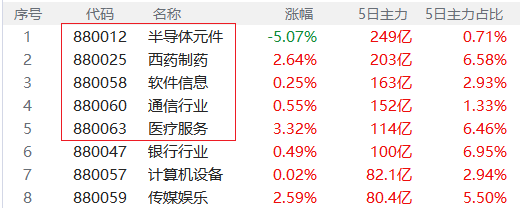 序号 代码 名称 涨幅 5日主力 5日主力占比
1 880012 半导体元件 -5.07% 249亿 0.71%
2 880025 西药制药 2.64% 203亿 6.58%
3 880058 软件信息 0.25% 163亿 2.93%
4 880060 通信行业 0.55% 152亿 1.33%
5 880063 医疗服务 3.32% 114亿 6.46%
6 880047 银行行业 0.49% 100亿 6.95%
7 880057 计算机设备 0.02% 82.1亿 2.94%
8 880059 传媒娱乐 2.59% 80.4亿 5.50%